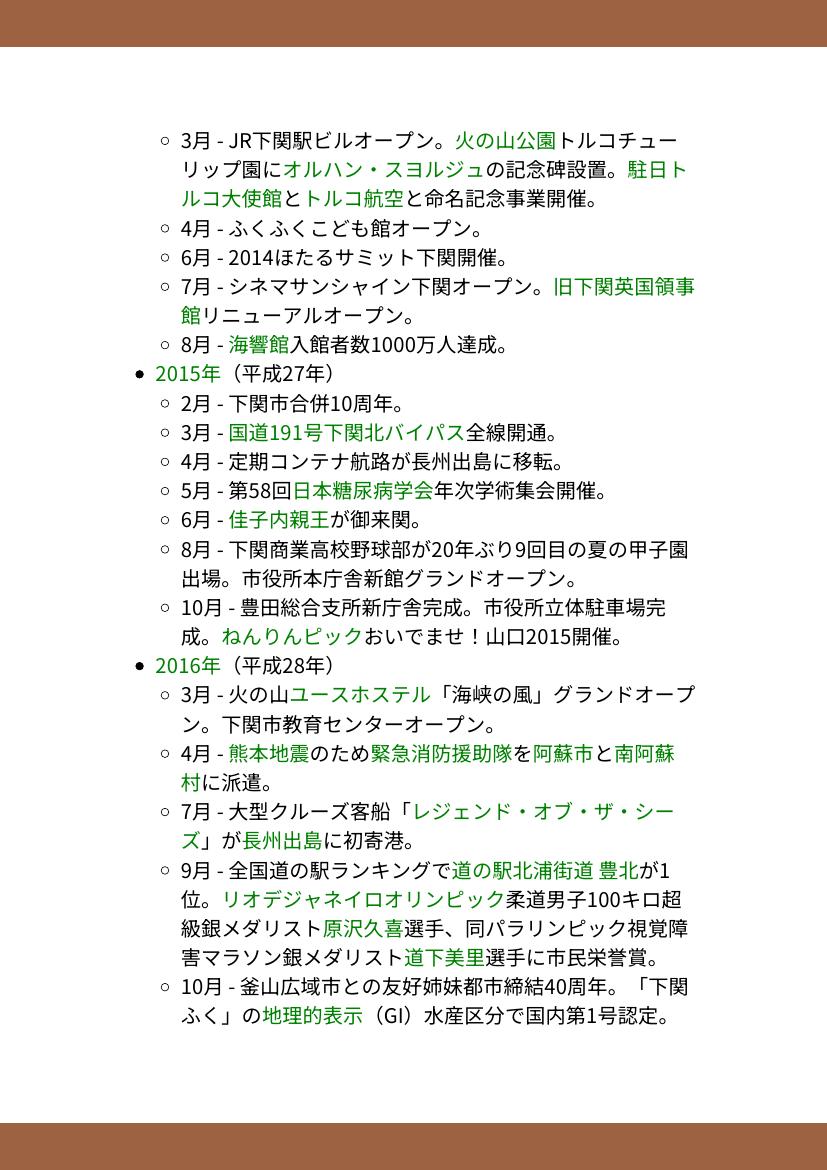 3月 - JR下関駅ビルオープン。火の山公園トルコチュー
リップ園にオルハン・スヨルジュの記念碑設置。駐日ト
ルコ大使館とトルコ航空と命名記念事業開催。
4月 - ふくふくこども館オープン。
6月 - 2014ほたるサミット下関開催。
7月 - シネマサンシャイン下関オープン。旧下関英国領事
館リニューアルオープン。
8月 - 海響館入館者数1000万人達成。
2015年（平成27年）
2月 - 下関市合併10周年。
3月 - 国道191号下関北バイパス全線開通。
4月 - 定期コンテナ航路が長州出島に移転。
5月 - 第58回日本糖尿病学会年次学術集会開催。
6月 - 佳子内親王が御来関。
8月 - 下関商業高校野球部が20年ぶり9回目の夏の甲子園
出場。市役所本庁舎新館グランドオープン。
10月 - 豊田総合支所新庁舎完成。市役所立体駐車場完
成。ねんりんピックおいでませ！山口2015開催。
2016年（平成28年）
3月 - 火の山ユースホステル「海峡の風」グランドオープ
ン。下関市教育センターオープン。
4月 - 熊本地震のため緊急消防援助隊を阿蘇市と南阿蘇
村に派遣。
7月 - 大型クルーズ客船「レジェンド・オブ・ザ・シー
ズ」が長州出島に初寄港。
9月 - 全国道の駅ランキングで道の駅北浦街道 豊北が1
位。リオデジャネイロオリンピック柔道男子100キロ超
級銀メダリスト原沢久喜選手、同パラリンピック視覚障
害マラソン銀メダリスト道下美里選手に市民栄誉賞。
10月 - 釜山広域市との友好姉妹都市締結40周年。「下関
ふく」の地理的表示（GI）水産区分で国内第1号認定。